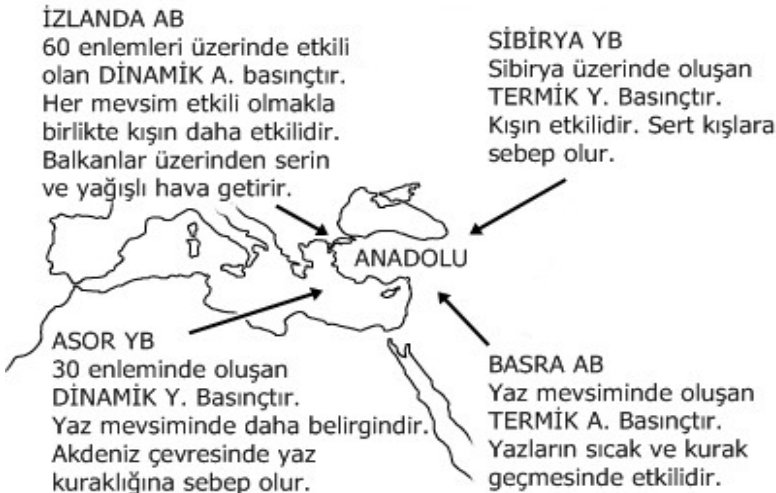 İZLANDA AB
60 enlemleri üzerinde etkili
olan DİNAMİK A. basınçtır.
Her mevsim etkili olmakla
birlikte kışın daha etkilidir.
Balkanlar üzerinden serin
ve yağışlı hava getirir.
SİBİRYA YB
Sibirya üzerinde oluşan
TERMİK Y. Basınçtır.
Kışın etkilidir. Sert kışlara
sebep olur.
ANADOLU
ASOR YB
30 enleminde oluşan
DİNAMİK Y. Basınçtır.
Yaz mevsiminde daha belirgindir.
Akdeniz çevresinde yaz
kuraklığına sebep olur.
BASRA AB
Yaz mevsiminde oluşan
TERMİK A. Basınçtır.
Yazların sıcak ve kurak
geçmesinde etkilidir.